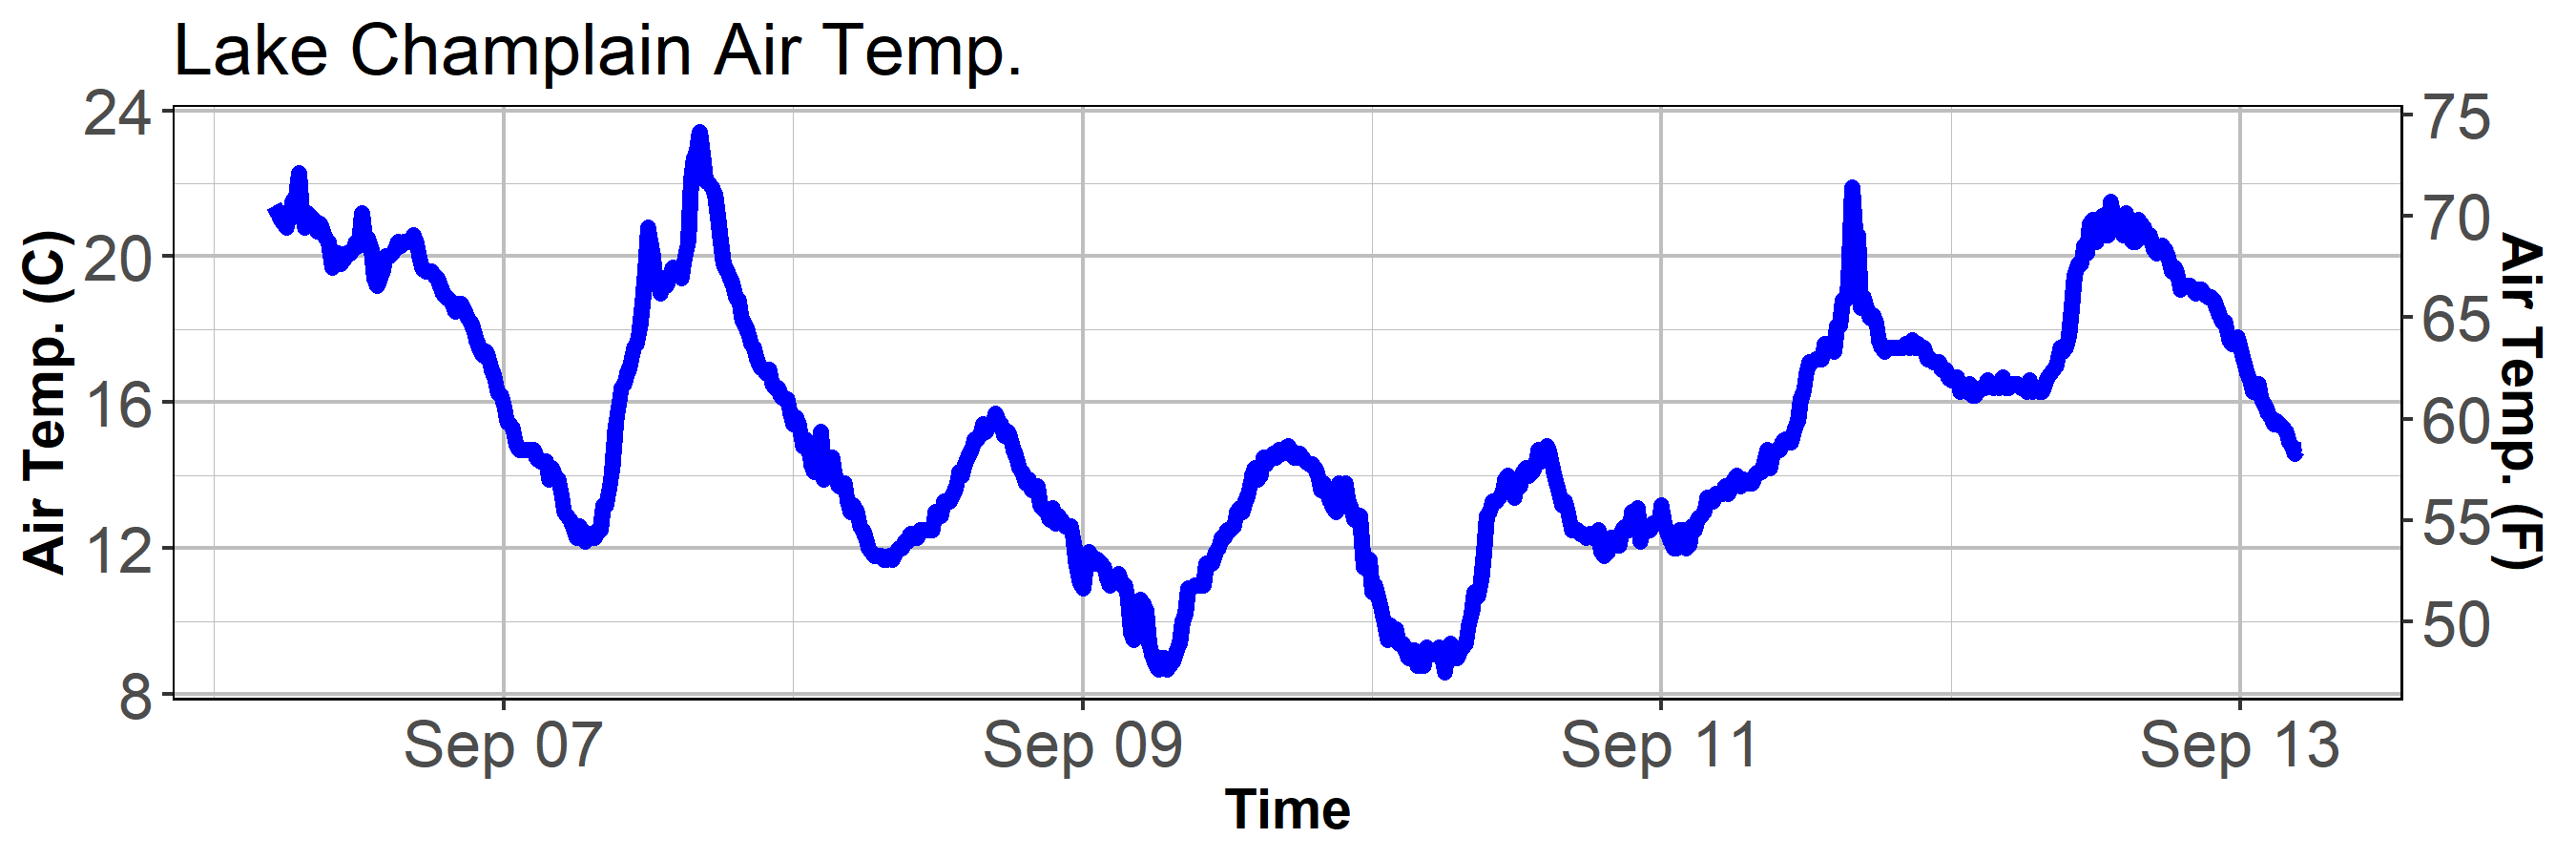 Lake Champlain Air Temp.
Air Temp. (C)
24
20
16
12
8
75
70
65
60
55
50
Air Temp. (F)
Sep 07 Sep 09 Sep 11 Sep 13
Time